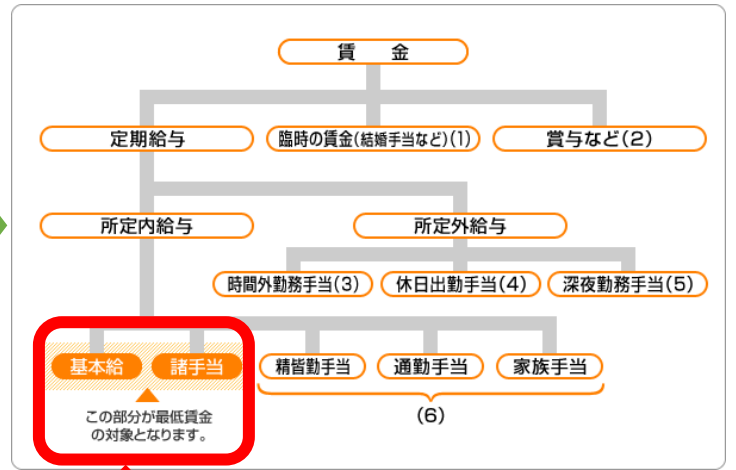 賃　金
定期給与
臨時の賃金(結婚手当など)(1)
賞与など(2)
所定内給与
所定外給与
時間外勤務手当(3)
休日出勤手当(4)
深夜勤務手当(5)
基本給
諸手当
精皆勤手当
通勤手当
家族手当
この部分が最低賃金
の対象となります。
(6)